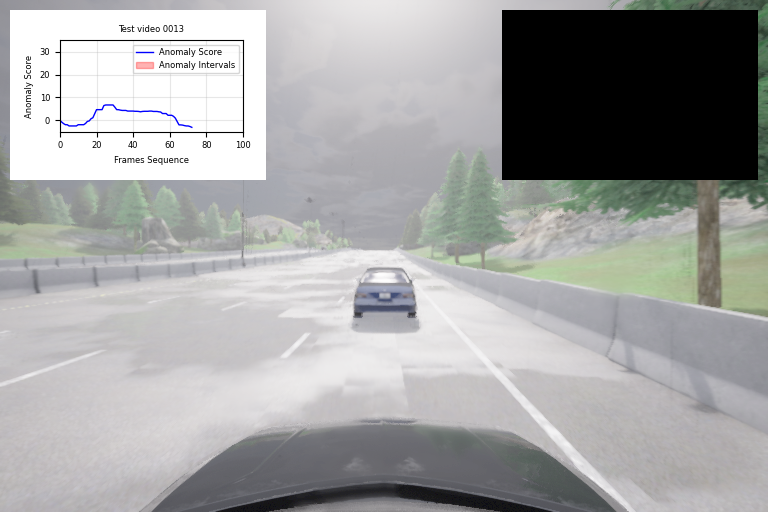 Test video 0013
Anomaly Score
Anomaly Intervals
Anomaly Score
30
20
10
0
0 20 40 60 80 100
Frames Sequence